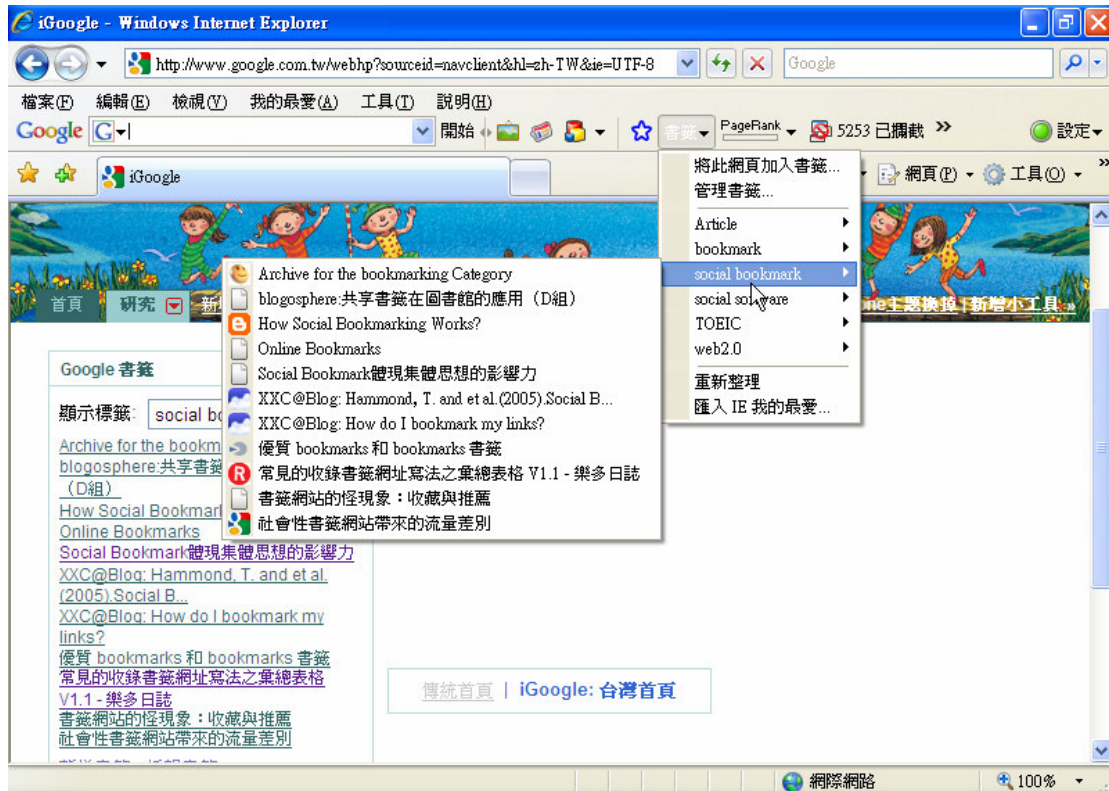 iGoogle - Windows Internet Explorer
http://www.google.com.tw/webhp?sourceid=navclient&hl=zh-TW&ie=UTF-8
Google
檔案(F) 編輯(E) 檢視(V) 我的最愛(A) 工具(T) 說明(H)
Google G 開始 書籤 PageRank 5253 已攔截 » 設定
iGoogle 網頁(P) 工具(O) »
將此網頁加入書籤...
管理書籤...
Article
bookmark
social bookmark
social software
TOEIC
web2.0
重新整理
匯入 IE 我的最愛...
首頁 研究 主題換掉 | 新增小工具 »
Archive for the bookmarking Category
blogosphere:共享書籤在圖書館的應用（D組）
How Social Bookmarking Works?
Online Bookmarks
Social Bookmark體現集體思想的影響力
XXC@Blog: Hammond, T. and et al.(2005).Social B...
XXC@Blog: How do I bookmark my links?
優質 bookmarks 和 bookmarks 書籤
常見的收錄書籤網址寫法之彙總表格 V1.1 - 樂多日誌
書籤網站的怪現象：收藏與推薦
社會性書籤網站帶來的流量差別
Google 書籤
顯示標籤: social bo
Archive for the bookm
blogosphere:共享書籤
（D組）
How Social Bookmar
Online Bookmarks
Social Bookmark體現集體思想的影響力
XXC@Blog: Hammond, T. and et al.
(2005).Social B...
XXC@Blog: How do I bookmark my
links?
優質 bookmarks 和 bookmarks 書籤
常見的收錄書籤網址寫法之彙總表格
V1.1 - 樂多日誌
書籤網站的怪現象：收藏與推薦
社會性書籤網站帶來的流量差別
傳統首頁 | iGoogle: 台灣首頁
網際網路 100%